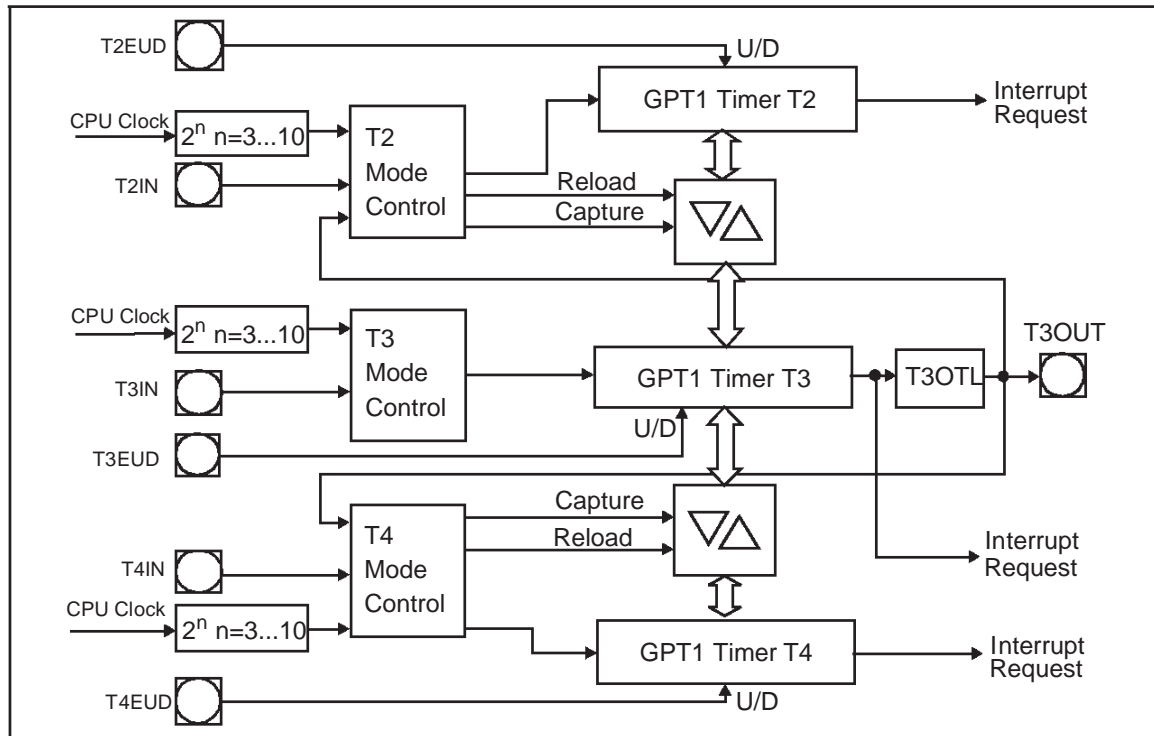 T2EUD
U/D
GPT1 Timer T2
Interrupt
Request
CPU Clock
2ⁿ n=3...10
T2
Mode
Control
T2IN
Reload
Capture
CPU Clock
2ⁿ n=3...10
T3
Mode
Control
T3IN
GPT1 Timer T3
T3OTL
T3OUT
U/D
T3EUD
Capture
Reload
T4
Mode
Control
Interrupt
Request
T4IN
CPU Clock
2ⁿ n=3...10
GPT1 Timer T4
Interrupt
Request
T4EUD
U/D